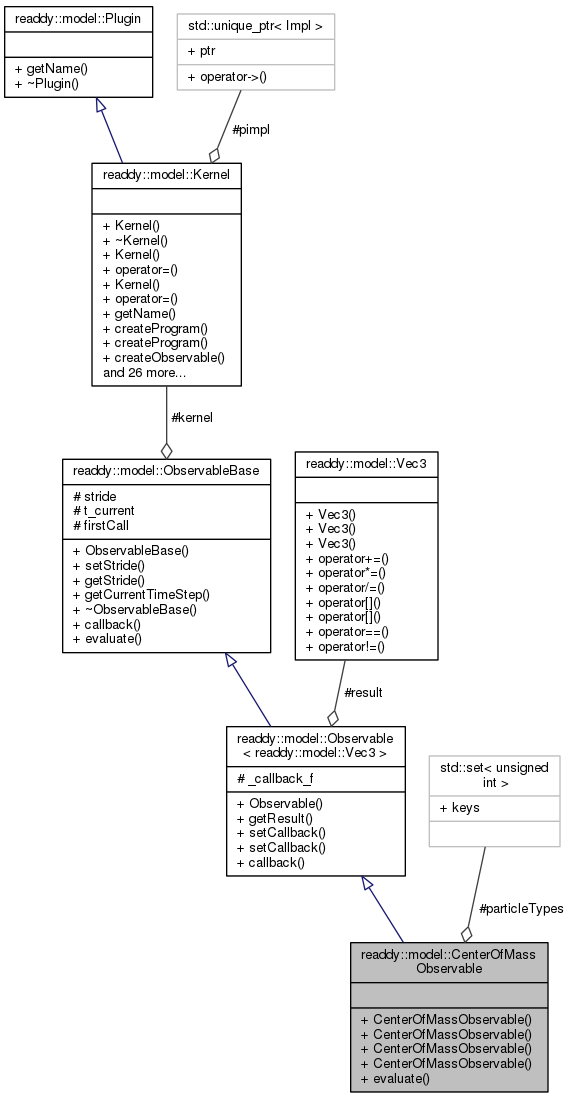 readdy::model::Plugin
+ getName()
+ ~Plugin()
std::unique_ptr< Impl >
+ ptr
+ operator->()
#pimpl
readdy::model::Kernel
+ Kernel()
+ ~Kernel()
+ Kernel()
+ operator=()
+ Kernel()
+ operator=()
+ getName()
+ createProgram()
+ createProgram()
+ createObservable()
and 26 more...
#kernel
readdy::model::ObservableBase
# stride
# t_current
# firstCall
+ ObservableBase()
+ setStride()
+ getStride()
+ getCurrentTimeStep()
+ ~ObservableBase()
+ callback()
+ evaluate()
readdy::model::Vec3
+ Vec3()
+ Vec3()
+ Vec3()
+ operator+=()
+ operator*=()
+ operator/=()
+ operator[]()
+ operator[]()
+ operator==()
+ operator!=()
#result
readdy::model::Observable
< readdy::model::Vec3 >
# _callback_f
+ Observable()
+ getResult()
+ setCallback()
+ setCallback()
+ callback()
std::set< unsigned
int >
+ keys
#particleTypes
readdy::model::CenterOfMass
Observable
+ CenterOfMassObservable()
+ CenterOfMassObservable()
+ CenterOfMassObservable()
+ CenterOfMassObservable()
+ evaluate()